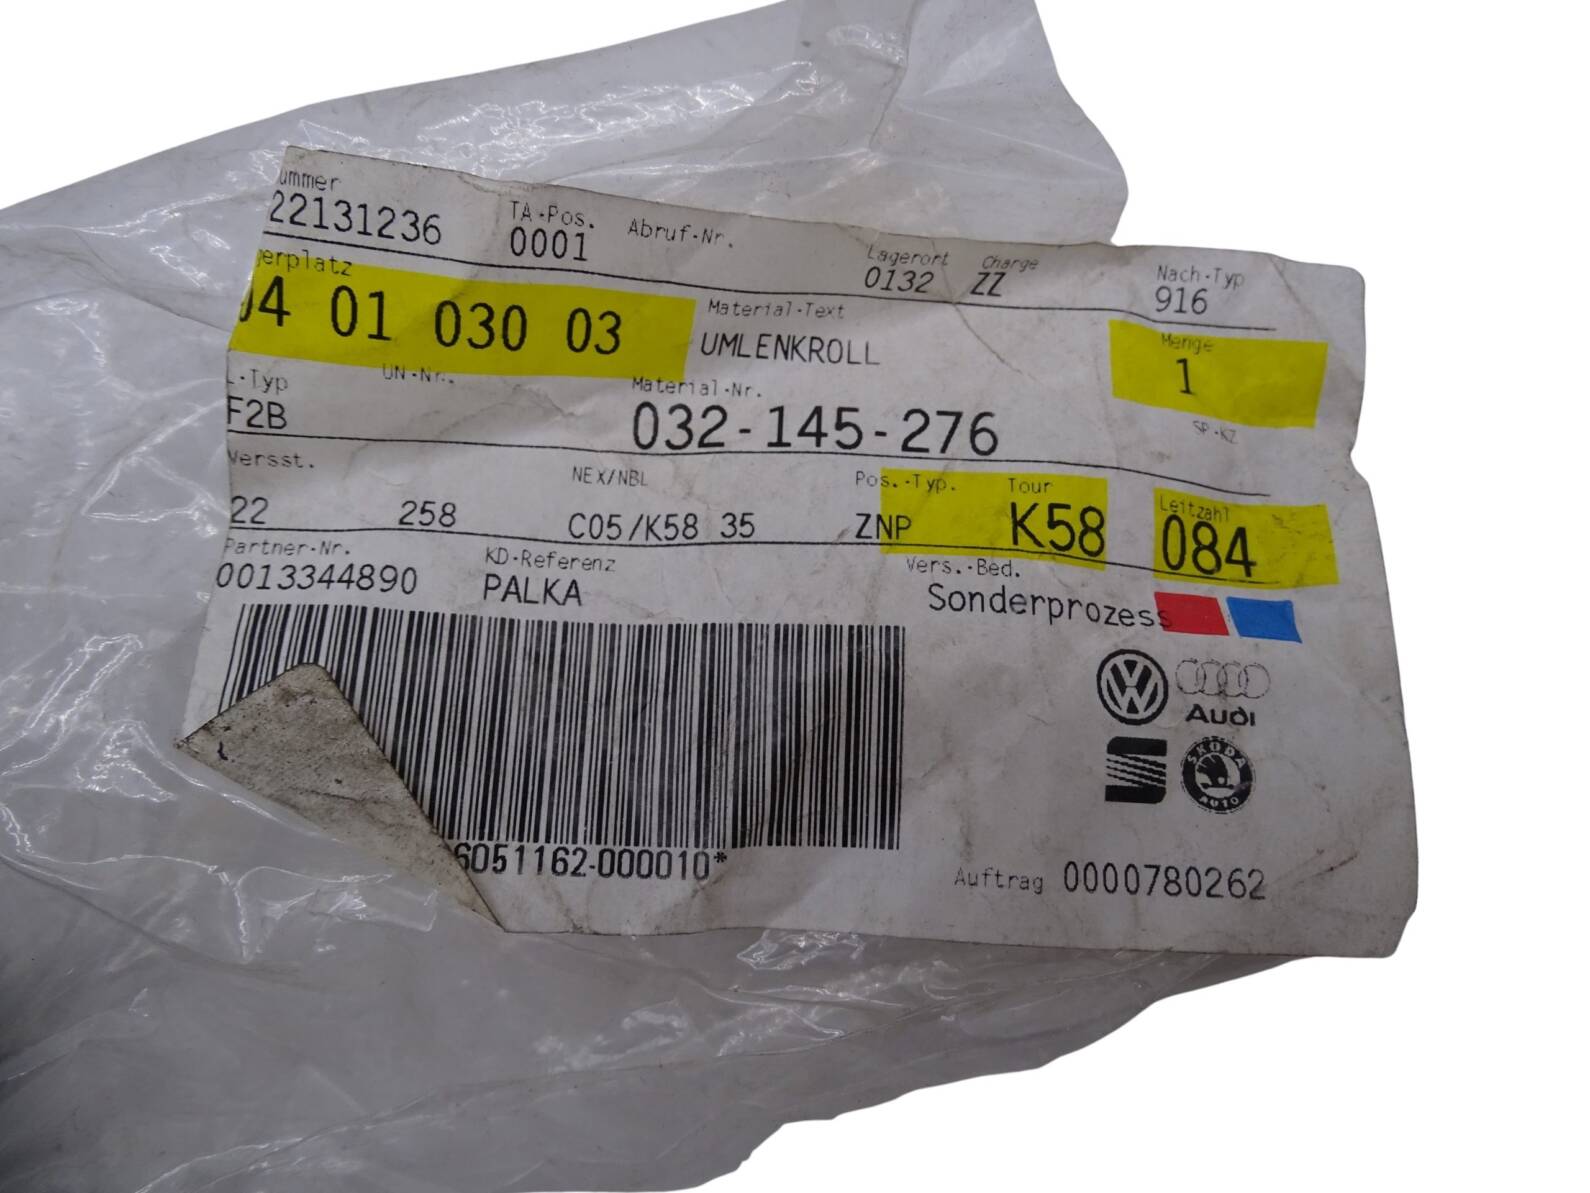 ummer TA-Pos. Abruf-Nr. Lagerort Charge Nach-Typ
22131236 0001 0132 ZZ 916
gerplatz Material-Text Menge
04 01 030 03 UMLENKROLL 1
L-Typ UN-Nr. Material-Nr. SP-KZ
F2B 032-145-276
Versst. NEX/NBL Pos.-Typ. Tour Leitzahl
22 258 C05/K58 35 ZNP K58 084
Partner-Nr. KD-Referenz Vers.-Bed.
0013344890 PALKA Sonderprozess
Audi
ŠKODA
AUTO
6051162-000010*
Auftrag 0000780262